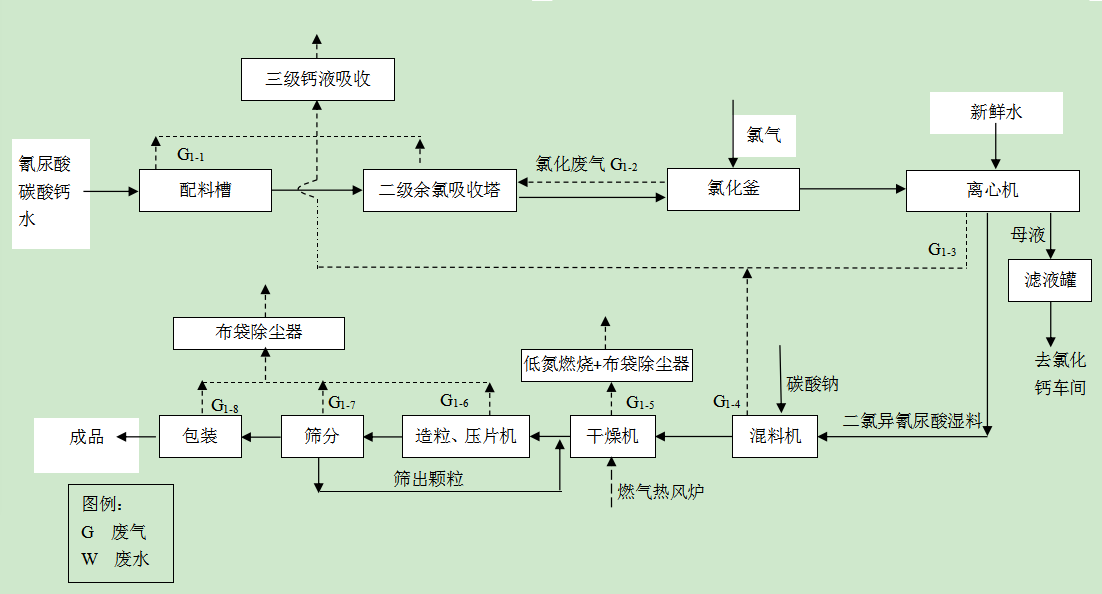 三级钙液吸收
氰尿酸
碳酸钙
水
G1-1
配料槽
二级余氯吸收塔
氯化废气 G1-2
氯气
氯化釜
新鲜水
离心机
G1-3
母液
滤液罐
去氯化
钙车间
布袋除尘器
低氮燃烧+布袋除尘器
碳酸钠
G1-8
G1-7
G1-6
G1-5
G1-4
二氯异氰尿酸湿料
成品
包装
筛分
造粒、压片机
干燥机
混料机
筛出颗粒
燃气热风炉
图例：
G 废气
W 废水